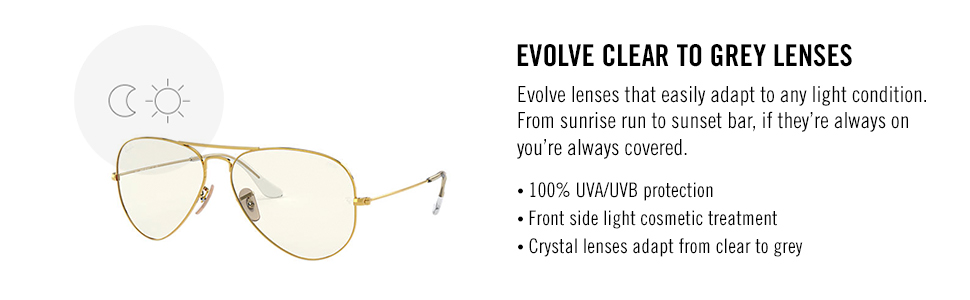 EVOLVE CLEAR TO GREY LENSES
Evolve lenses that easily adapt to any light condition.
From sunrise run to sunset bar, if they're always on
you're always covered.
• 100% UVA/UVB protection
• Front side light cosmetic treatment
• Crystal lenses adapt from clear to grey